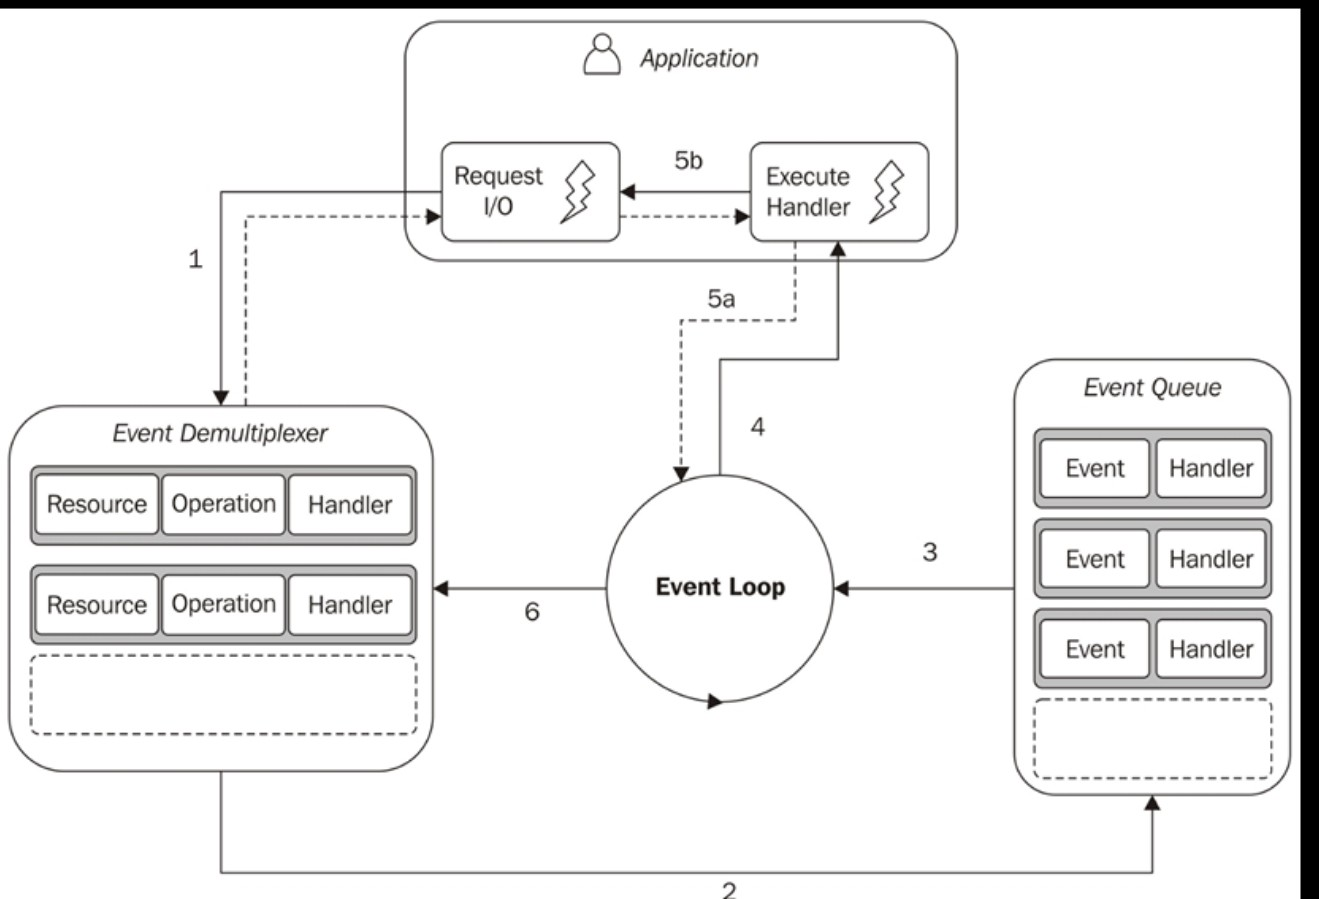 Application
Request
I/O
5b
Execute
Handler
1
5a
Event Queue
Event Demultiplexer
4
Event Handler
Resource Operation Handler
3
Event Handler
Event Loop
6
Resource Operation Handler
Event Handler
2